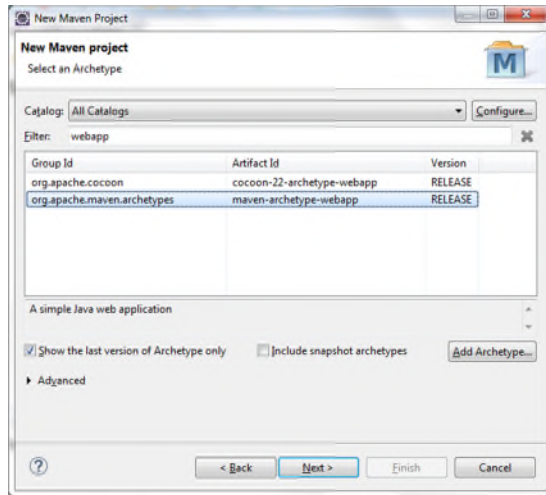 New Maven Project
New Maven project
Select an Archetype
M
Catalog: All Catalogs Configure...
Filter: webapp
Group Id Artifact Id Version
org.apache.cocoon cocoon-22-archetype-webapp RELEASE
org.apache.maven.archetypes maven-archetype-webapp RELEASE
A simple Java web application
Show the last version of Archetype only Include snapshot archetypes Add Archetype...
Advanced
? < Back Next > Finish Cancel